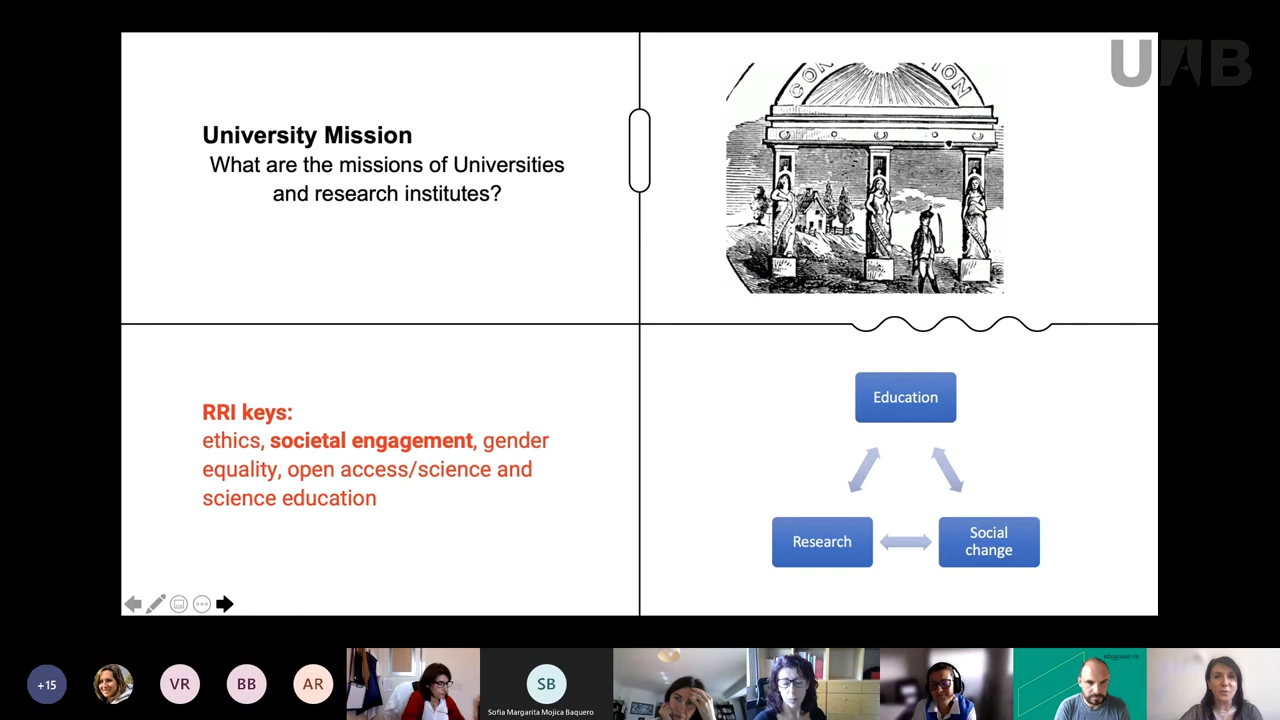 UAB
University Mission
What are the missions of Universities
and research institutes?
RRI keys:
ethics, societal engagement, gender
equality, open access/science and
science education
Education
Research
Social
change
+15
VR
BB
AR
SB
Sofia Margarita Mojica Baquero